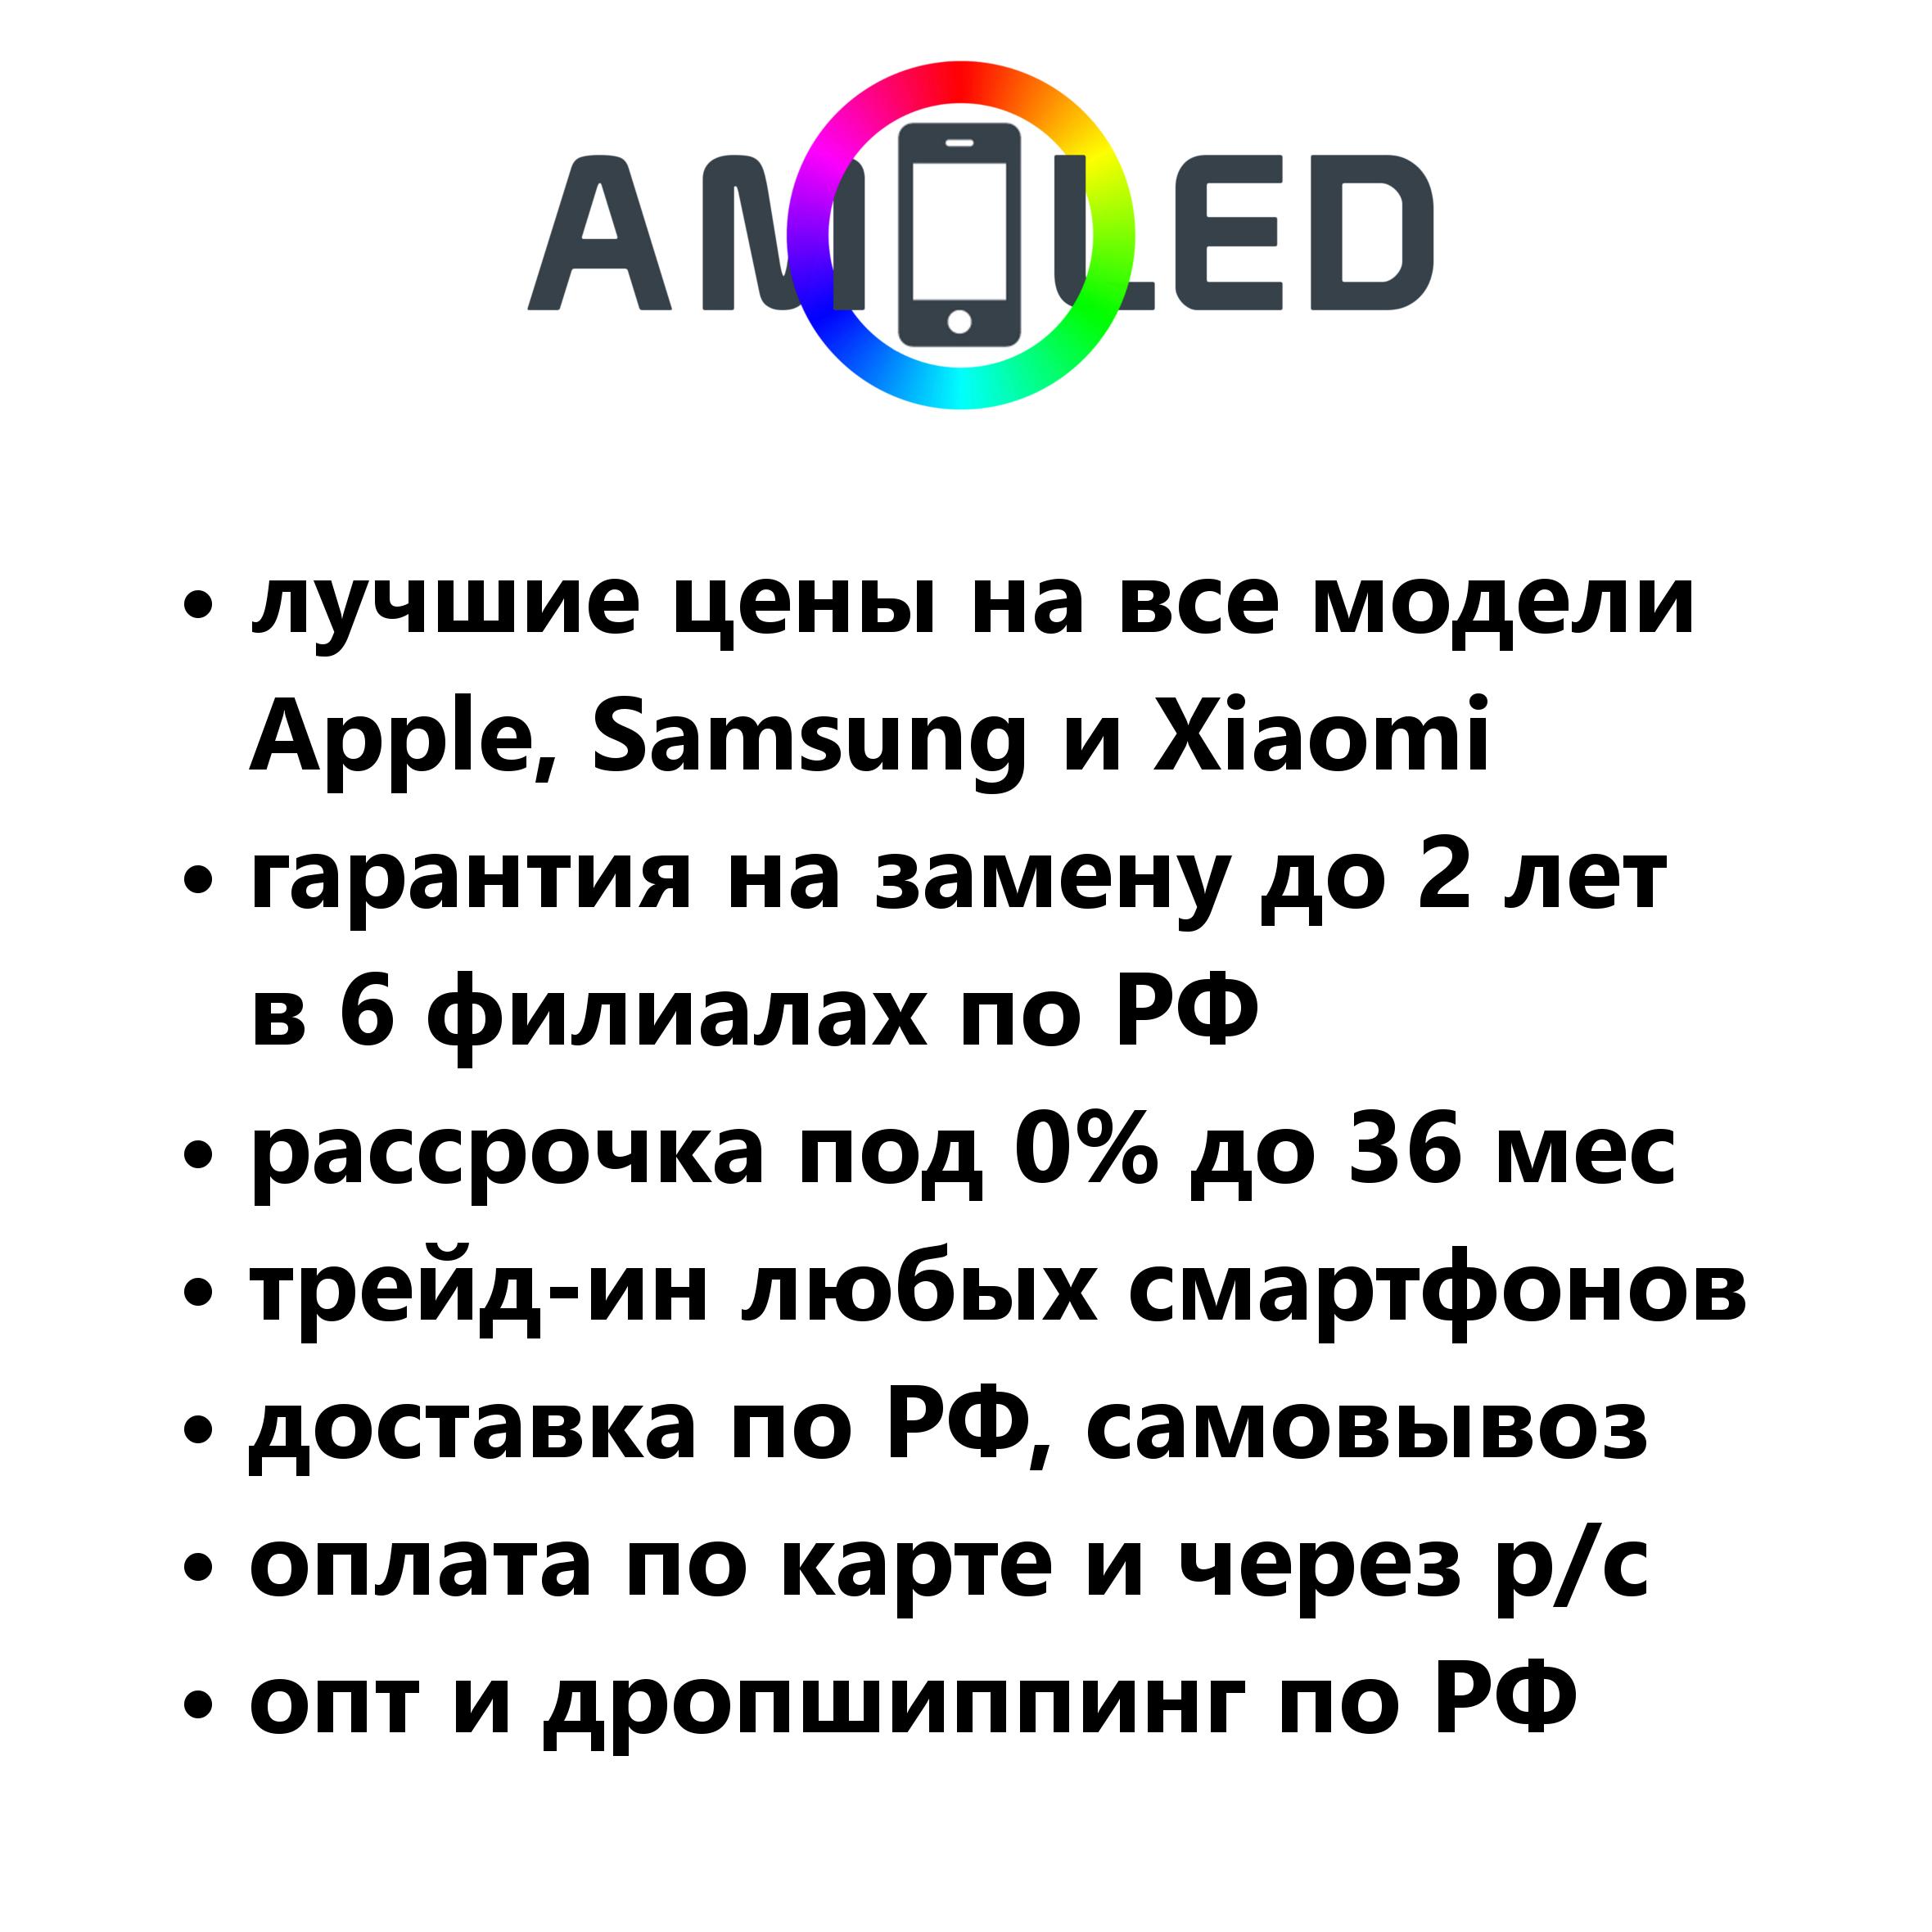 AMOLED
• лучшие цены на все модели
Apple, Samsung и Xiaomi
• гарантия на замену до 2 лет
в 6 филиалах по РФ
• рассрочка под 0% до 36 мес
• трейд-ин любых смартфонов
• доставка по РФ, самовывоз
• оплата по карте и через р/с
• опт и дропшиппинг по РФ